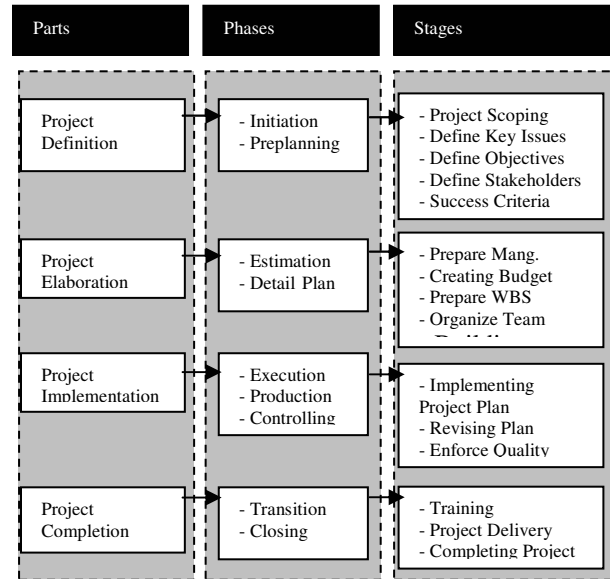 Parts
Phases
Stages
Project
Definition
- Initiation
- Preplanning
- Project Scoping
- Define Key Issues
- Define Objectives
- Define Stakeholders
- Success Criteria
Project
Elaboration
- Estimation
- Detail Plan
- Prepare Mang.
- Creating Budget
- Prepare WBS
- Organize Team
Project
Implementation
- Execution
- Production
- Controlling
- Implementing
Project Plan
- Revising Plan
- Enforce Quality
Project
Completion
- Transition
- Closing
- Training
- Project Delivery
- Completing Project